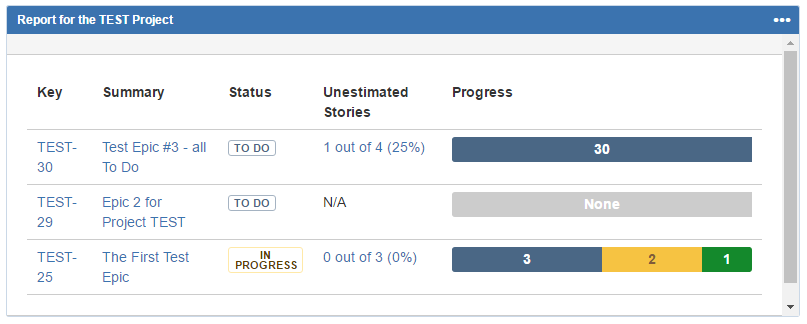 Report for the TEST Project
Key Summary Status Unestimated Stories Progress
TEST-30 Test Epic #3 - all To Do TO DO 1 out of 4 (25%) 30
TEST-29 Epic 2 for Project TEST TO DO N/A None
TEST-25 The First Test Epic IN PROGRESS 0 out of 3 (0%) 3 2 1